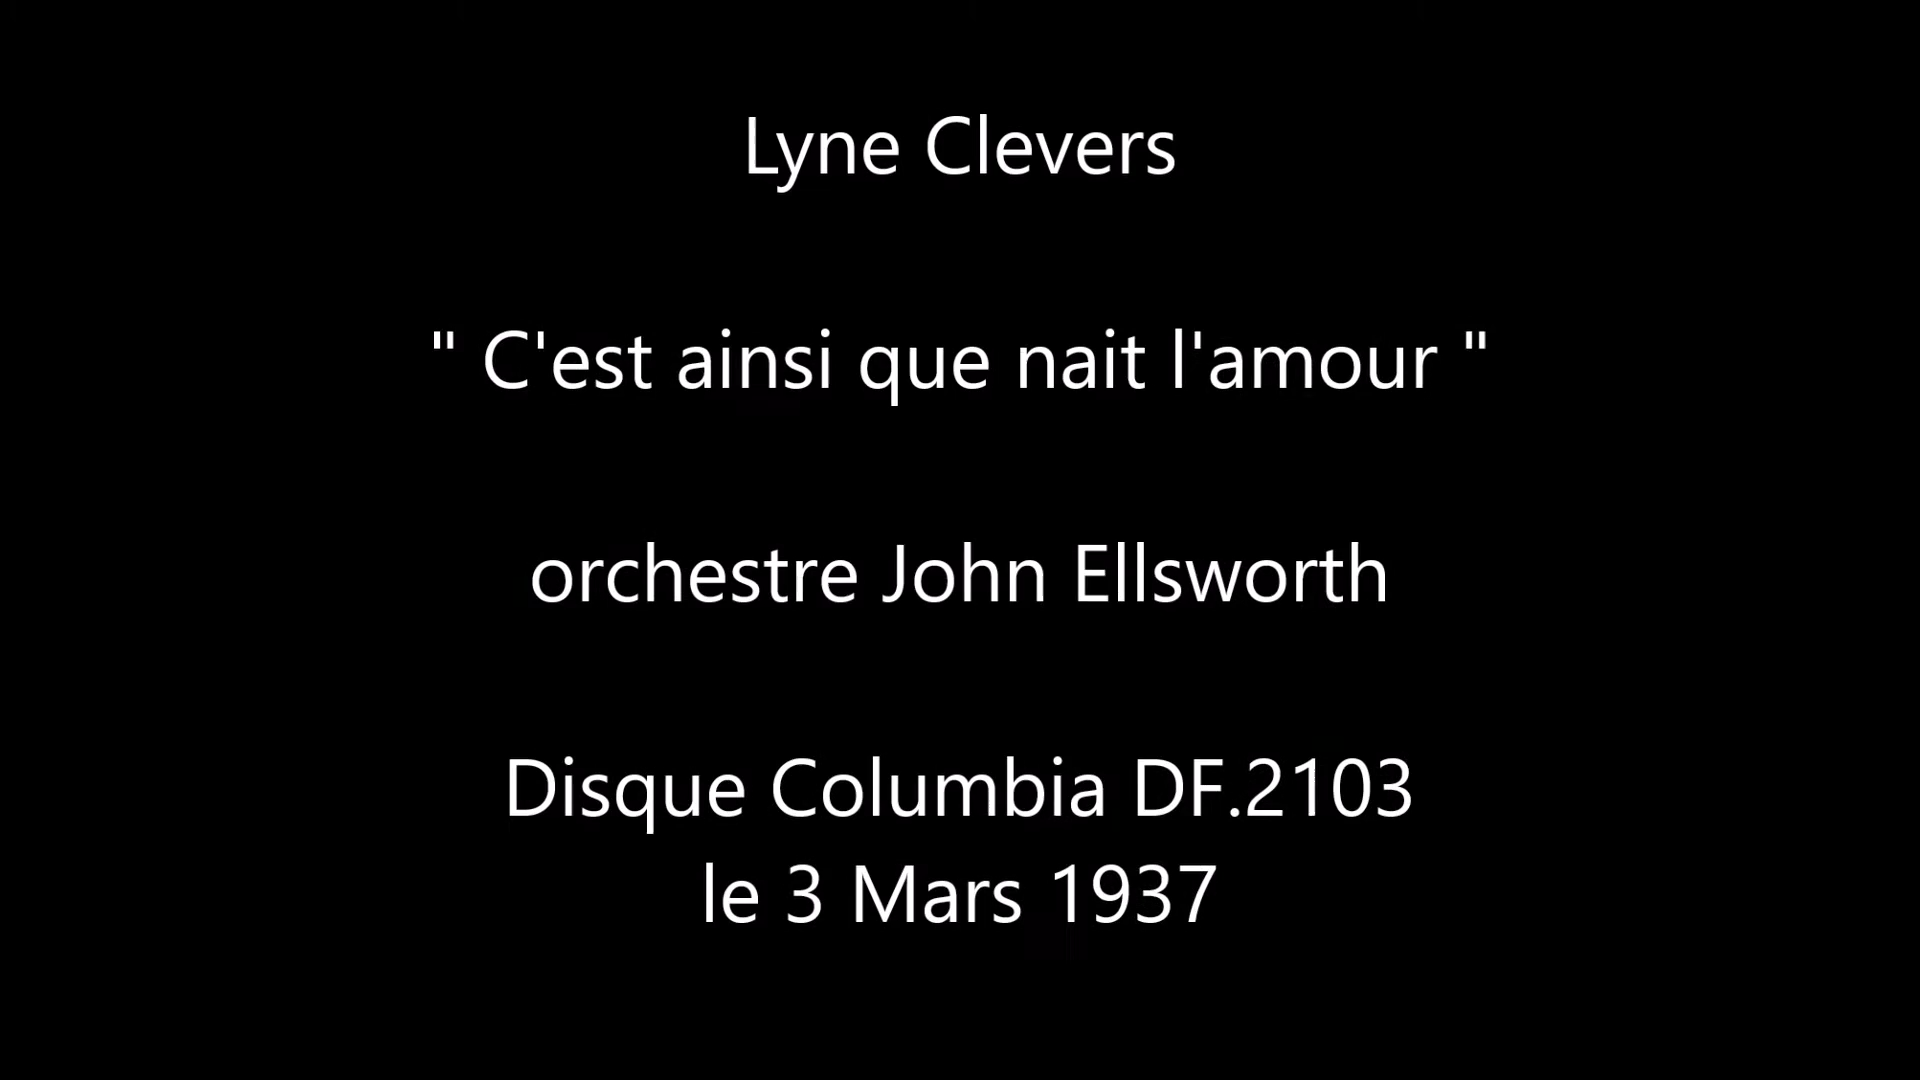 Lyne Clevers
" C'est ainsi que nait l'amour "
orchestre John Ellsworth
Disque Columbia DF.2103
le 3 Mars 1937